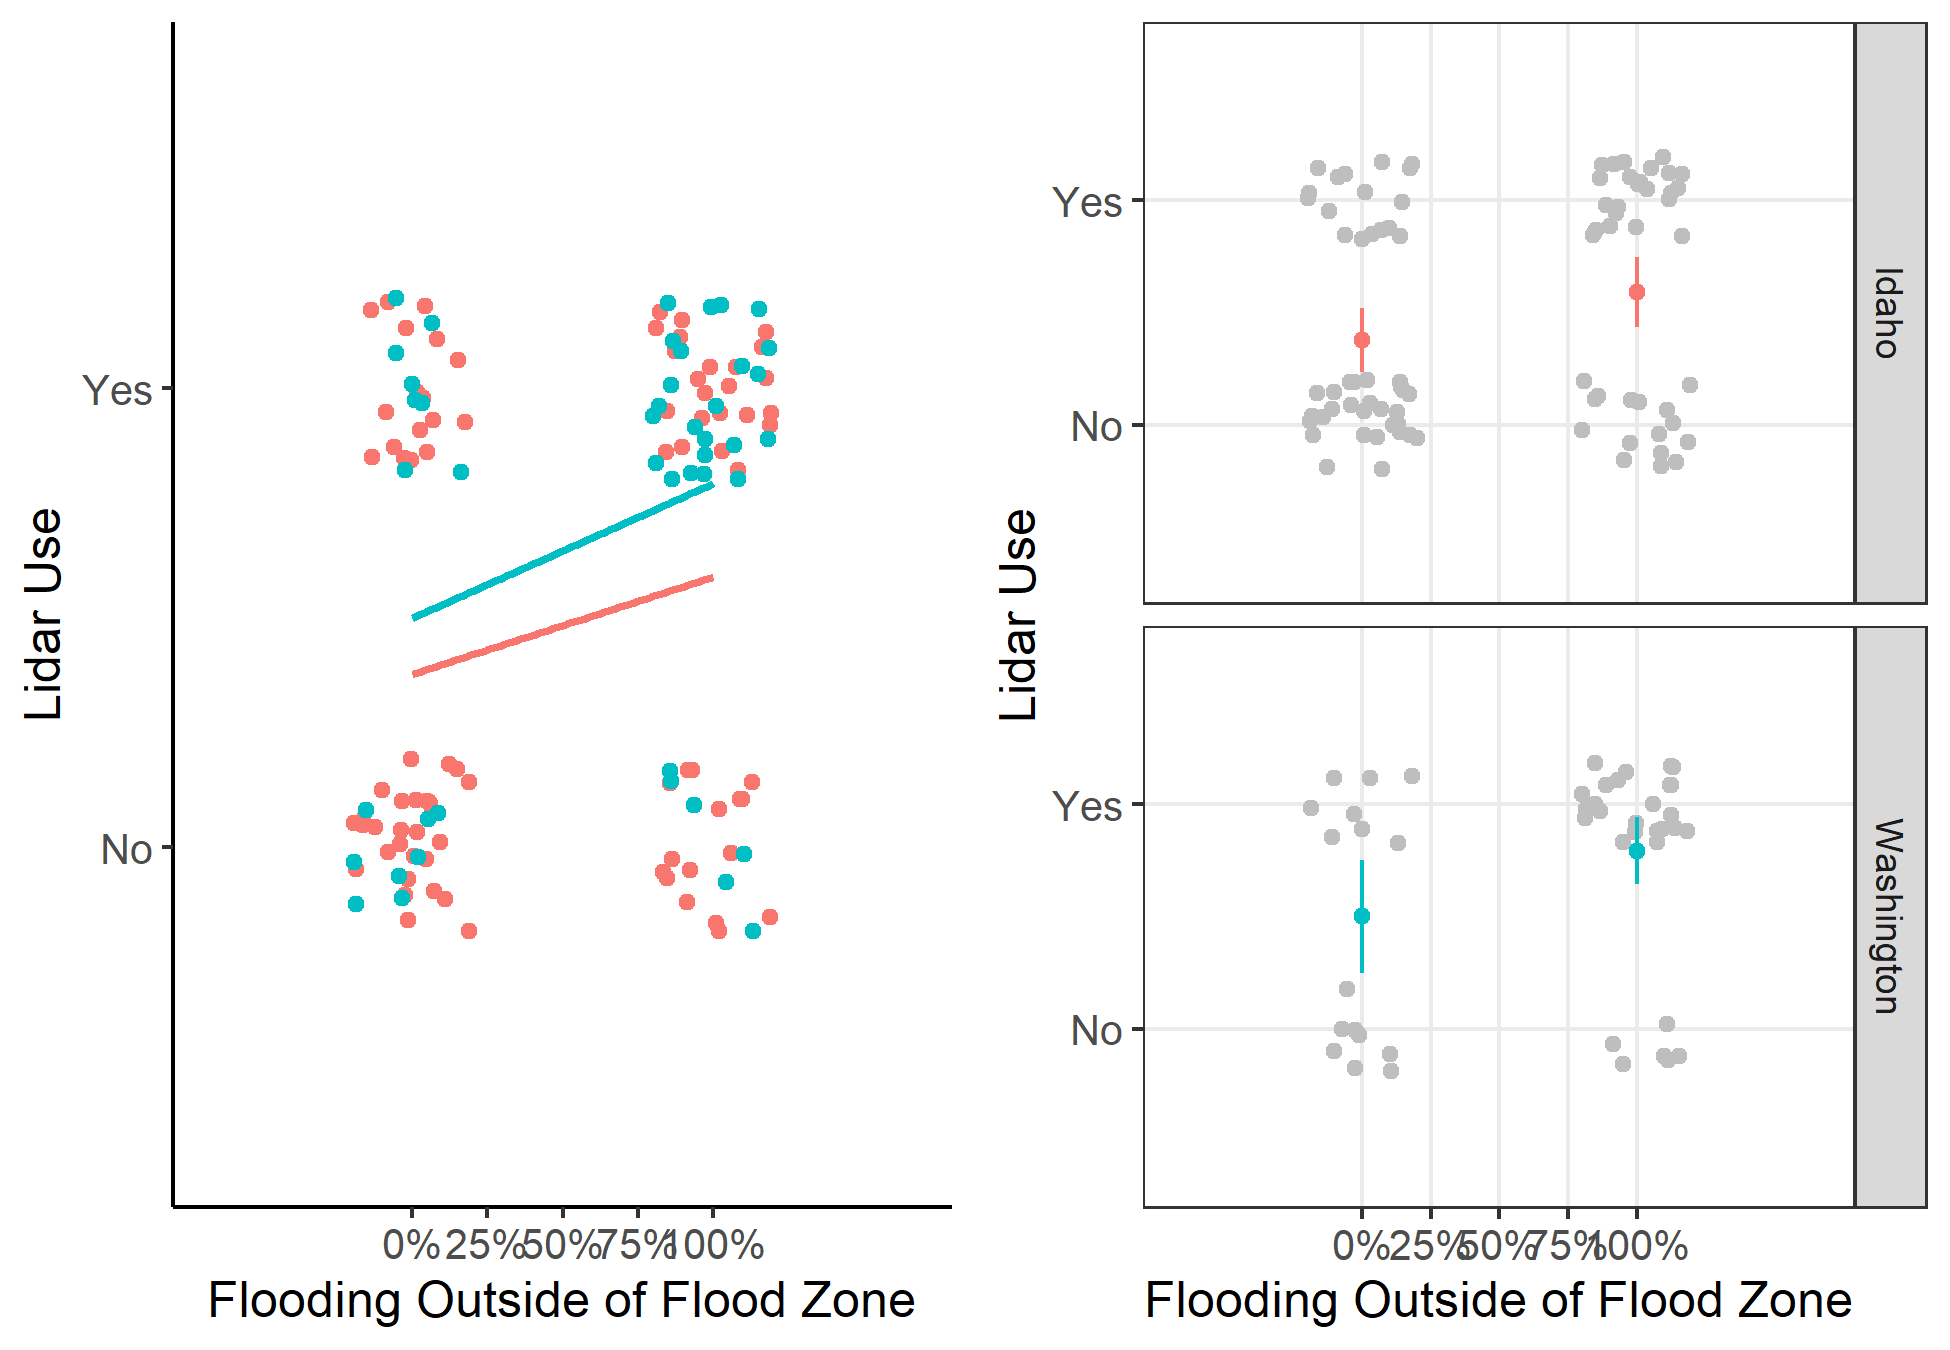 Lidar Use
Yes
No
0%
25%
50%
75%
100%
Flooding Outside of Flood Zone
Lidar Use
Yes
No
Idaho
Yes
No
Washington
0%
25%
50%
75%
100%
Flooding Outside of Flood Zone